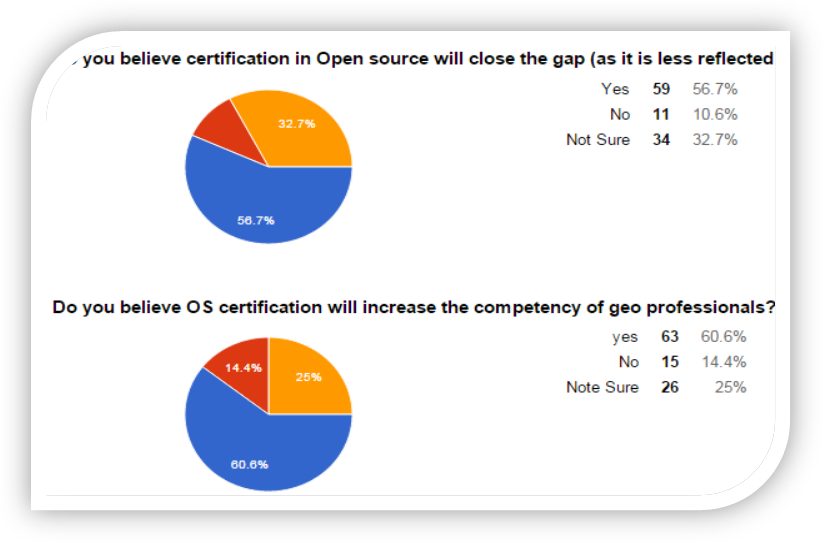 you believe certification in Open source will close the gap (as it is less reflected
Yes 59 56.7%
No 11 10.6%
Not Sure 34 32.7%
32.7%
56.7%
Do you believe OS certification will increase the competency of geo professionals?
yes 63 60.6%
No 15 14.4%
Note Sure 26 25%
14.4%
25%
60.6%